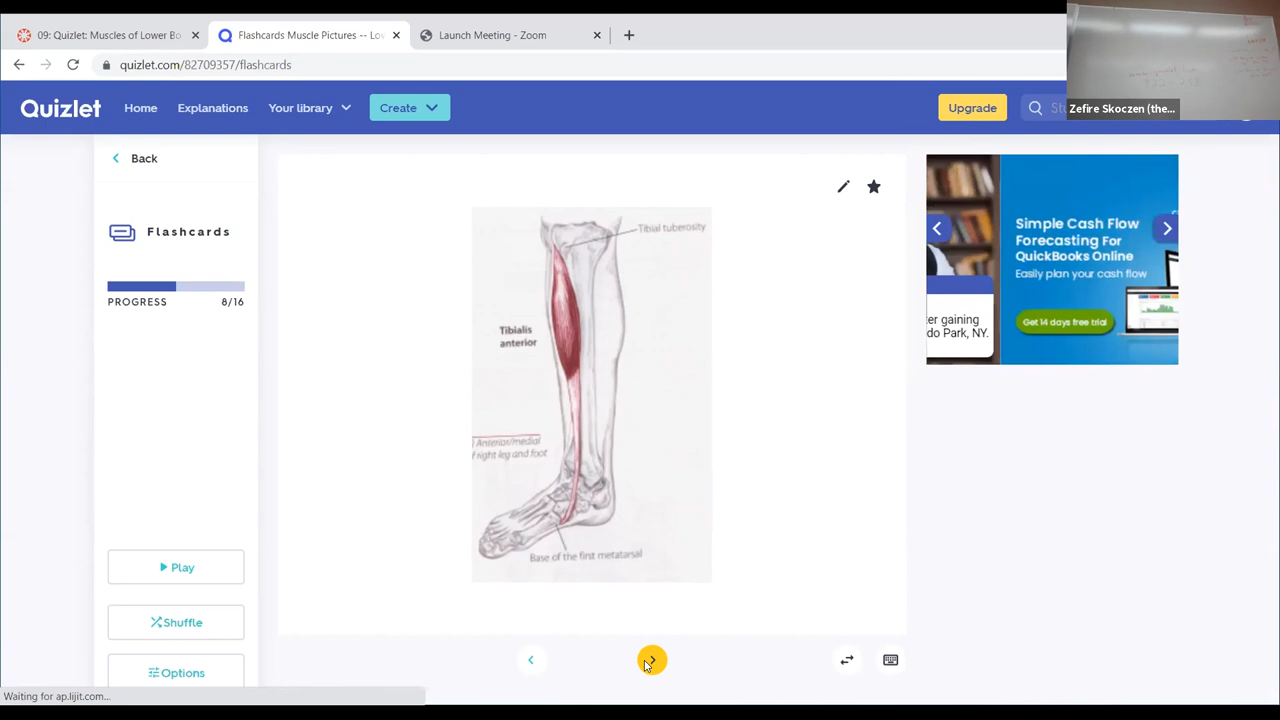 09: Quizlet: Muscles of Lower Bo
Flashcards Muscle Pictures -- Lov
Launch Meeting - Zoom
quizlet.com/82709357/flashcards
Zefire Skoczen (the...
Quizlet
Home
Explanations
Your library
Create
Upgrade
Back
Flashcards
PROGRESS
8/16
Play
Shuffle
Options
Tibial tuberosity
Tibialis
anterior
) Anterior/medial
f right leg and foot
Base of the first metatarsal
ter gaining
do Park, NY.
Simple Cash Flow
Forecasting For
QuickBooks Online
Easily plan your cash flow
Get 14 days free trial
Waiting for ap.lijit.com...